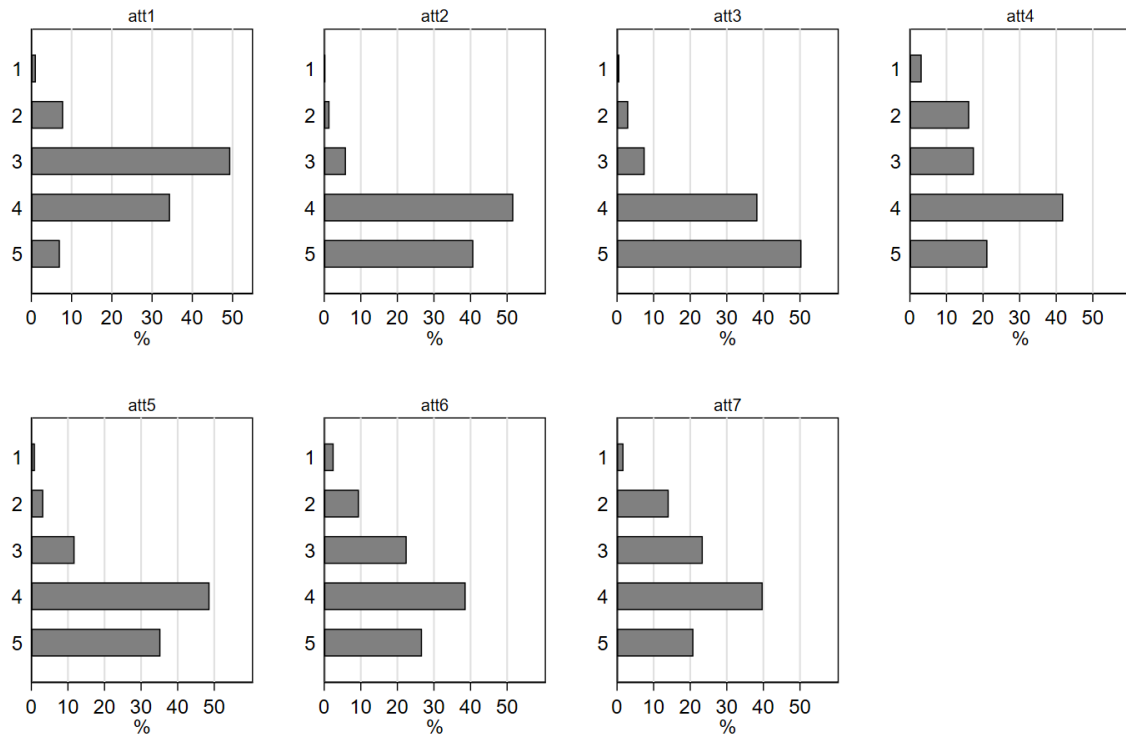 att1 att2 att3 att4
1 1 1 1
2 2 2 2
3 3 3 3
4 4 4 4
5 5 5 5
0 10 20 30 40 50 0 10 20 30 40 50 0 10 20 30 40 50 0 10 20 30 40 50
% % % %
att5 att6 att7
1 1 1
2 2 2
3 3 3
4 4 4
5 5 5
0 10 20 30 40 50 0 10 20 30 40 50 0 10 20 30 40 50
% % %